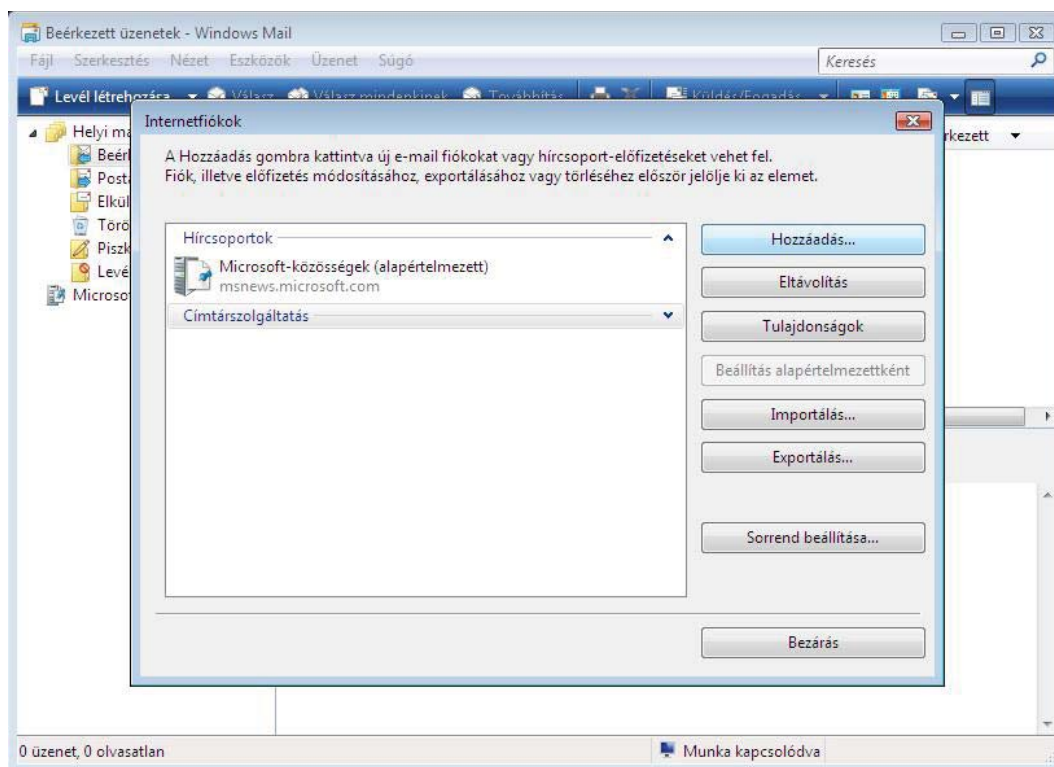 Beérkezett üzenetek - Windows Mail
Fájl Szerkesztés Nézet Eszközök Üzenet Súgó
Keresés
Levél létrehozása Válasz Válasz mindenkinek Továbbítás Küldés/Fogadás
Helyi
Internetfiókok
rkezett
A Hozzáadás gombra kattintva új e-mail fiókokat vagy hírcsoport-előfizetéseket vehet fel.
Fiók, illetve előfizetés módosításához, exportálásához vagy törléséhez először jelölje ki az elemet.
Beérk
Posta
Elkül
Törö
Piszk
Levé
Microsof
Hírcsoportok
Microsoft-közösségek (alapértelmezett)
msnews.microsoft.com
Címtárszolgáltatás
Hozzáadás...
Eltávolítás
Tulajdonságok
Beállítás alapértelmezettként
Importálás...
Exportálás...
Sorrend beállítása...
Bezárás
0 üzenet, 0 olvasatlan
Munka kapcsolódva